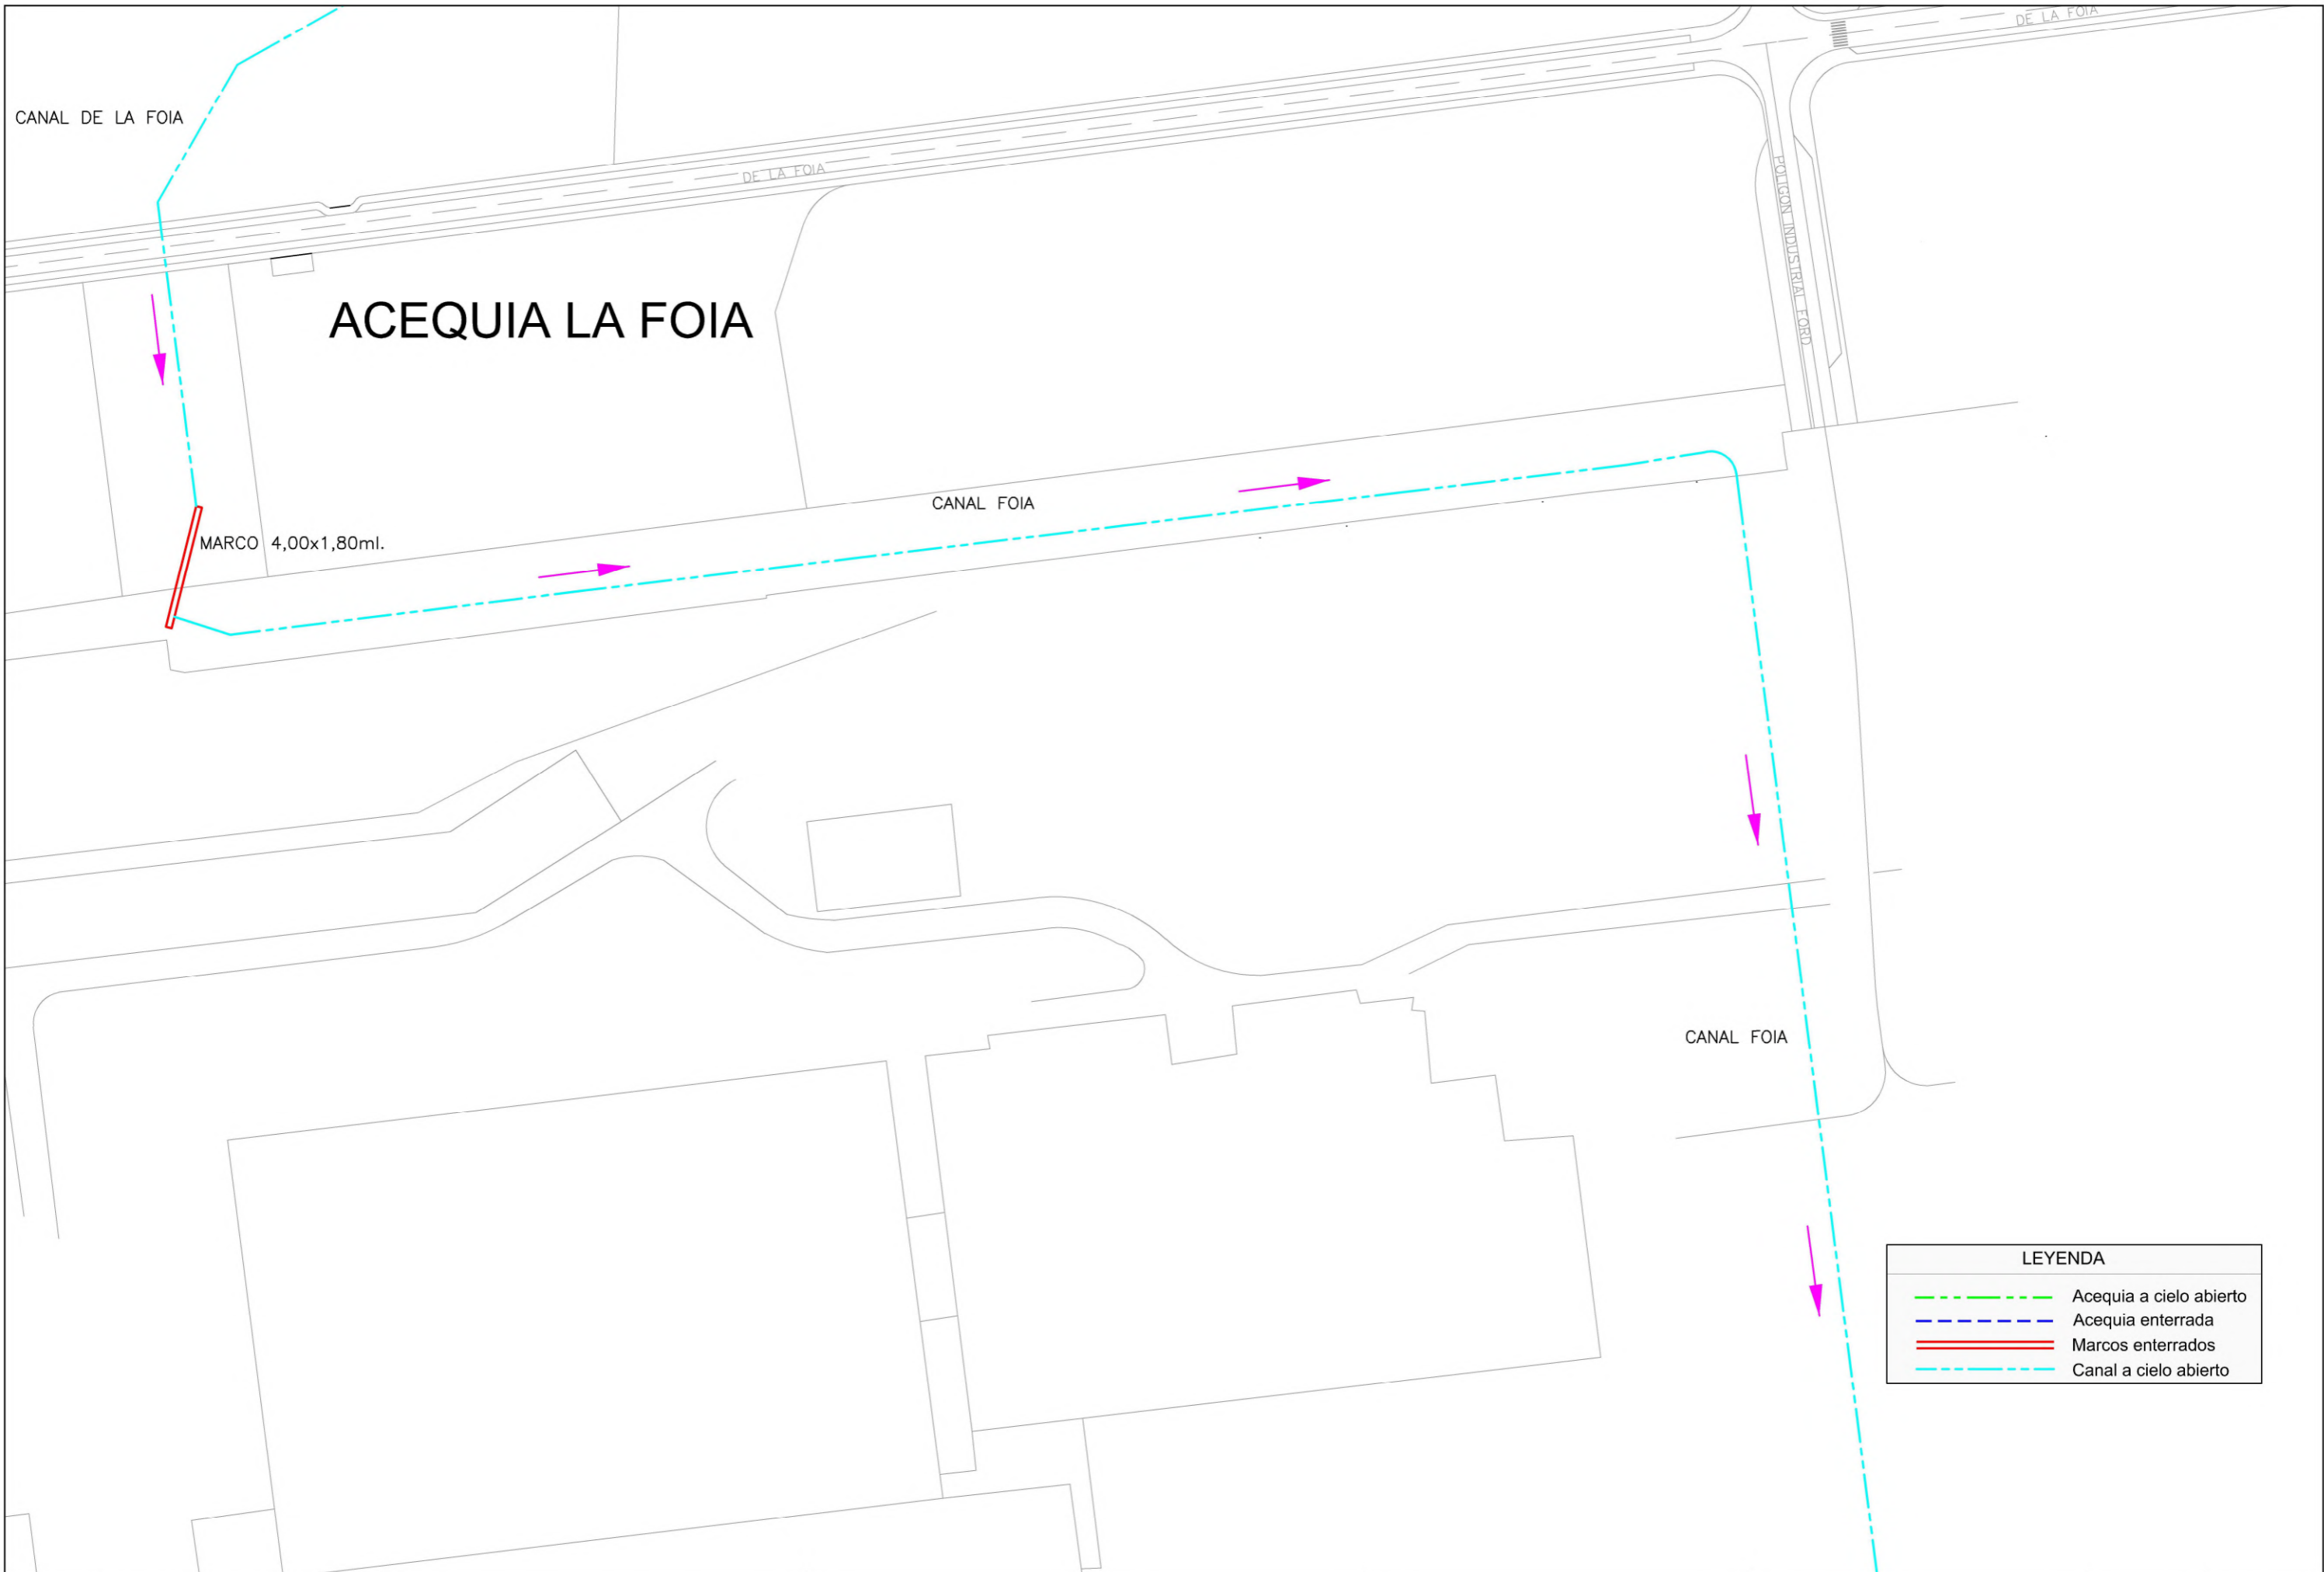 DE LA FOIA
CANAL DE LA FOIA
DE LA FOIA
POLIGON INDUSTRIAL FORD
ACEQUIA LA FOIA
CANAL FOIA
MARCO 4,00x1,80ml.
CANAL FOIA
LEYENDA
Acequia a cielo abierto
Acequia enterrada
Marcos enterrados
Canal a cielo abierto